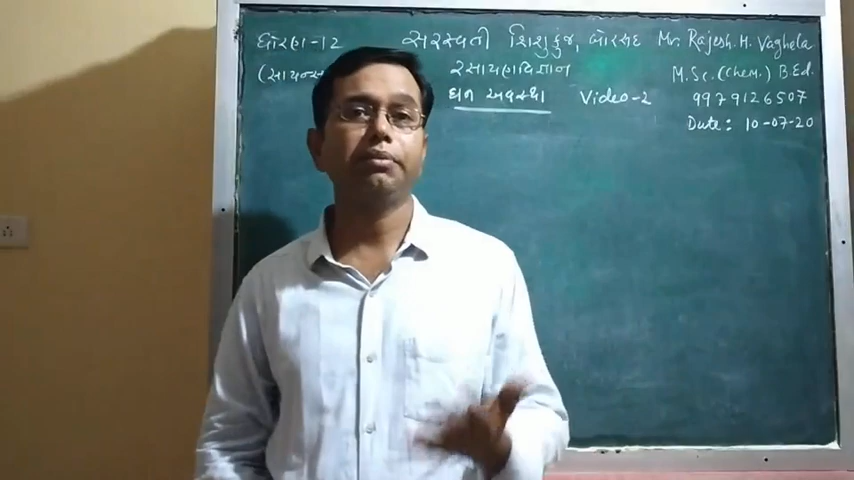 ધોરણ-12 સરસ્વતી શિશુકુંજ, બોરસદ Mr. Rajesh. H. Vaghela
(સાયન્સ રસાયણવિજ્ઞાન M.Sc.(Chem.) B.Ed.
ઘન અવસ્થા Video-2 9979126507
Date: 10-07-20